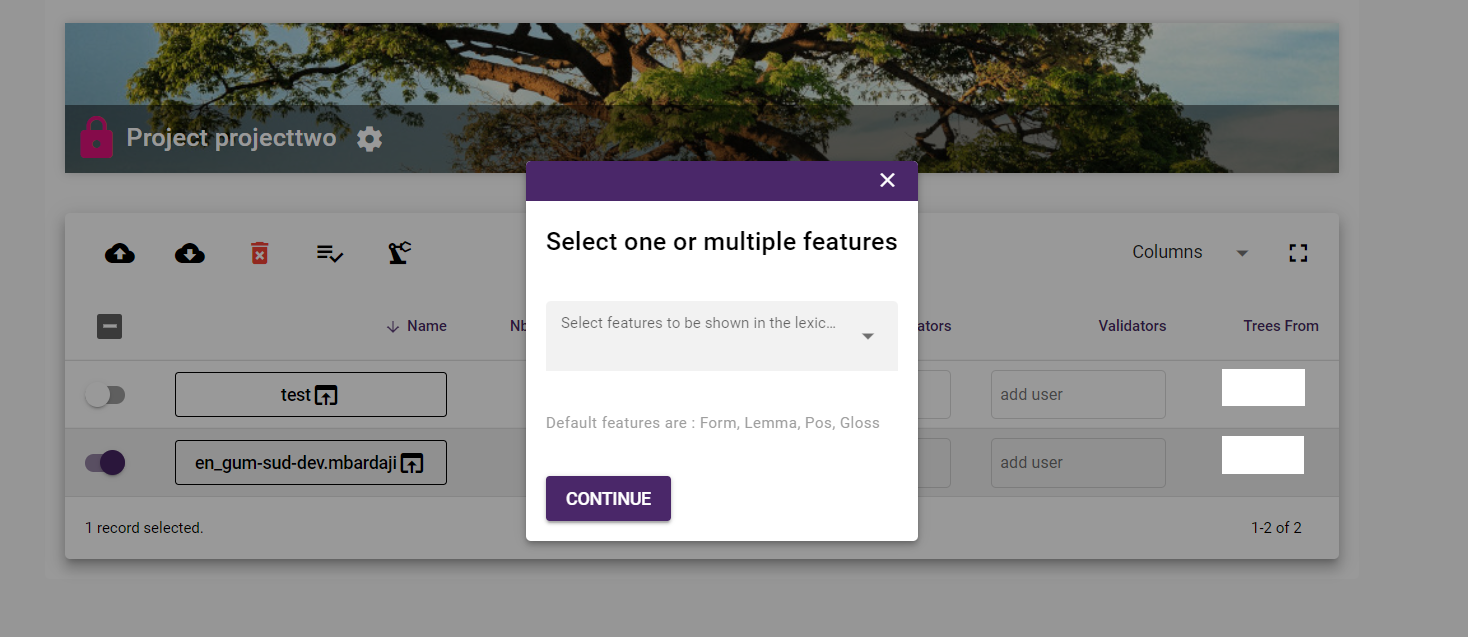 Project projecttwo
Select one or multiple features
Columns
Select features to be shown in the lexic...
Name
Validators
Trees From
test
add user
Default features are : Form, Lemma, Pos, Gloss
en_gum-sud-dev.mbardaji
add user
CONTINUE
1 record selected.
1-2 of 2